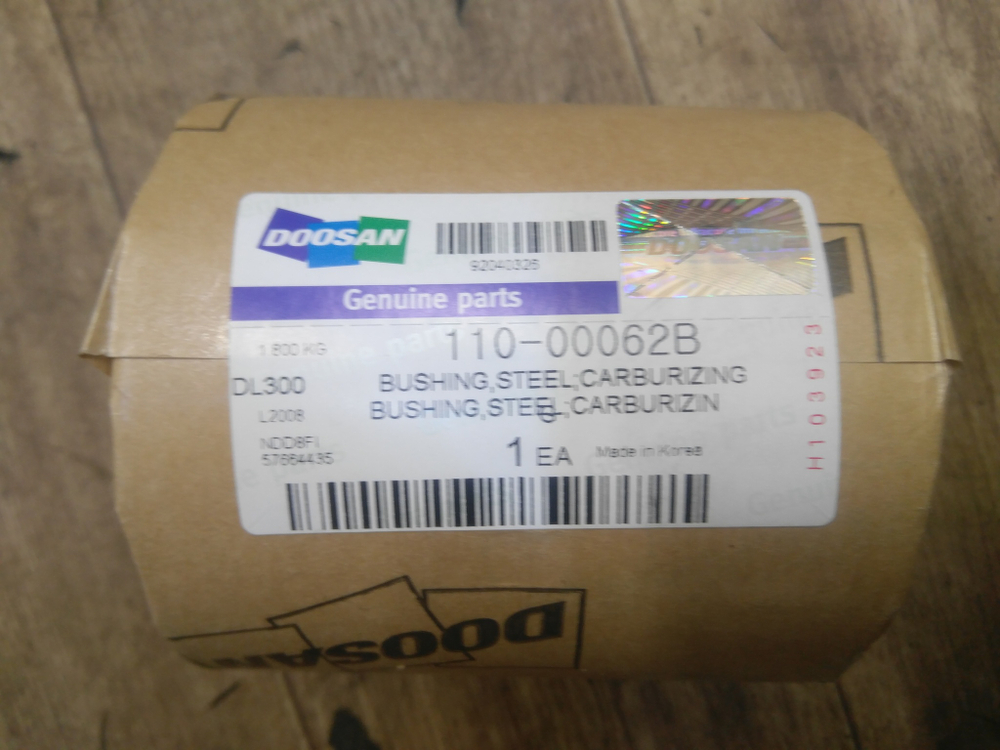 DOOSAN
92040326
DOOSAN
Genuine parts
1.800 KG
110-00062B
DL300
BUSHING,STEEL;CARBURIZING
L2008
BUSHING,STEEL;CARBURIZIN
57664435
1 EA
Made in Korea
H103923
DOOSAN